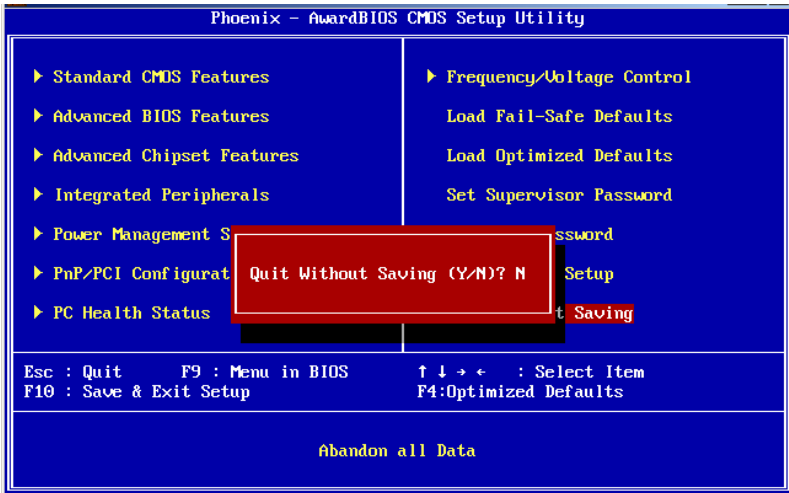 Phoenix - AwardBIOS CMOS Setup Utility
Standard CMOS Features
Advanced BIOS Features
Advanced Chipset Features
Integrated Peripherals
Power Management S
PnP/PCI Configurat
PC Health Status
Frequency/Voltage Control
Load Fail-Safe Defaults
Load Optimized Defaults
Set Supervisor Password
ssword
Setup
t Saving
Quit Without Saving (Y/N)? N
Esc : Quit F9 : Menu in BIOS ↑ ↓ → ← : Select Item
F10 : Save & Exit Setup F4:Optimized Defaults
Abandon all Data